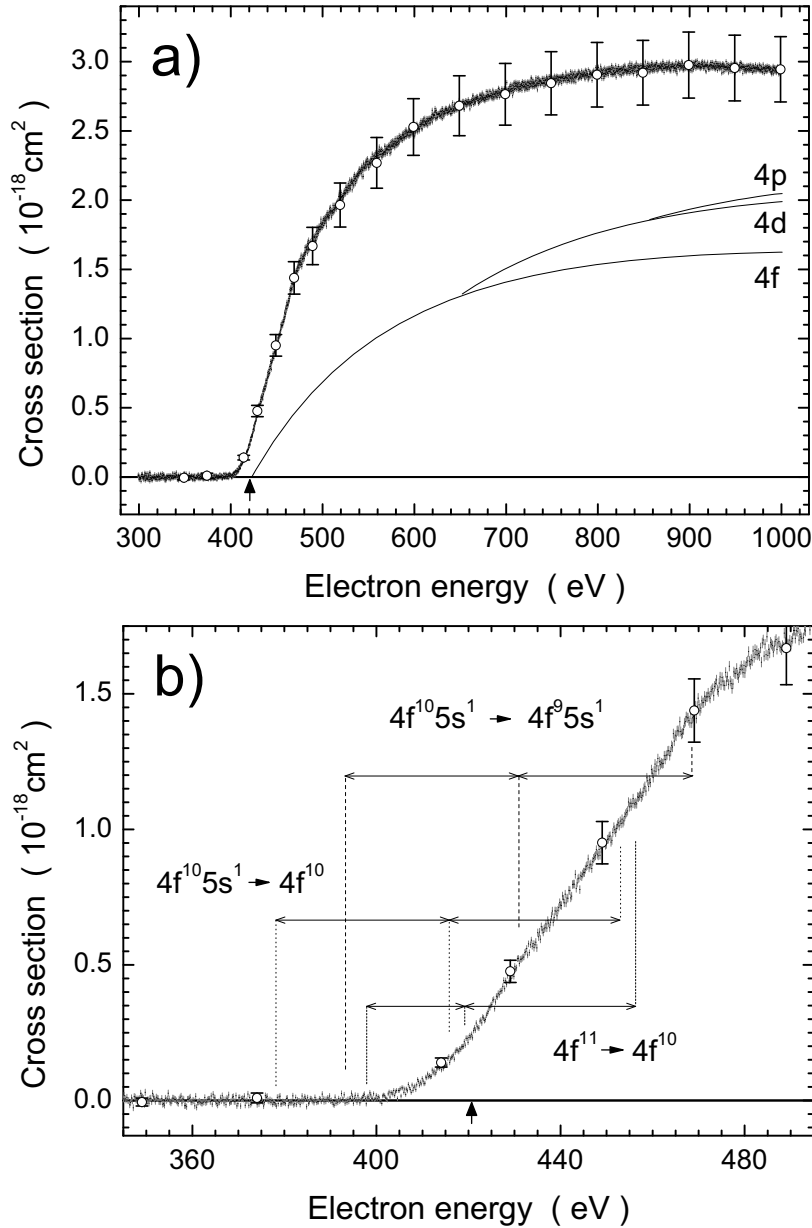 a)
Cross section ( 10⁻¹⁸cm² )
3.0
2.5
2.0
1.5
1.0
0.5
0.0
4p
4d
4f
300 400 500 600 700 800 900 1000
Electron energy ( eV )
b)
Cross section ( 10⁻¹⁸cm² )
1.5
1.0
0.5
0.0
4f¹⁰5s¹ → 4f⁹5s¹
4f¹⁰5s¹ → 4f¹⁰
4f¹¹ → 4f¹⁰
360 400 440 480
Electron energy ( eV )